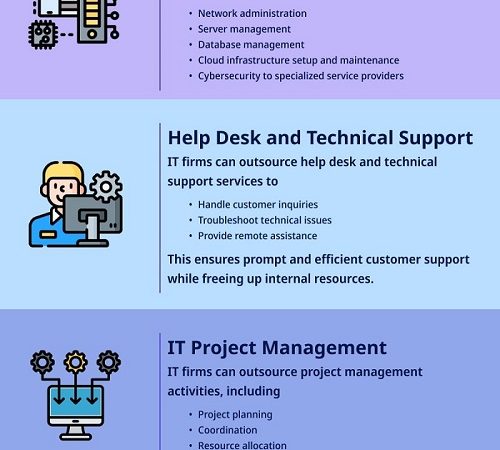 • Network administration
• Server management
• Database management
• Cloud infrastructure setup and maintenance
• Cybersecurity to specialized service providers
Help Desk and Technical Support
IT firms can outsource help desk and technical
support services to
• Handle customer inquiries
• Troubleshoot technical issues
• Provide remote assistance
This ensures prompt and efficient customer support
while freeing up internal resources.
IT Project Management
IT firms can outsource project management
activities, including
• Project planning
• Coordination
• Resource allocation